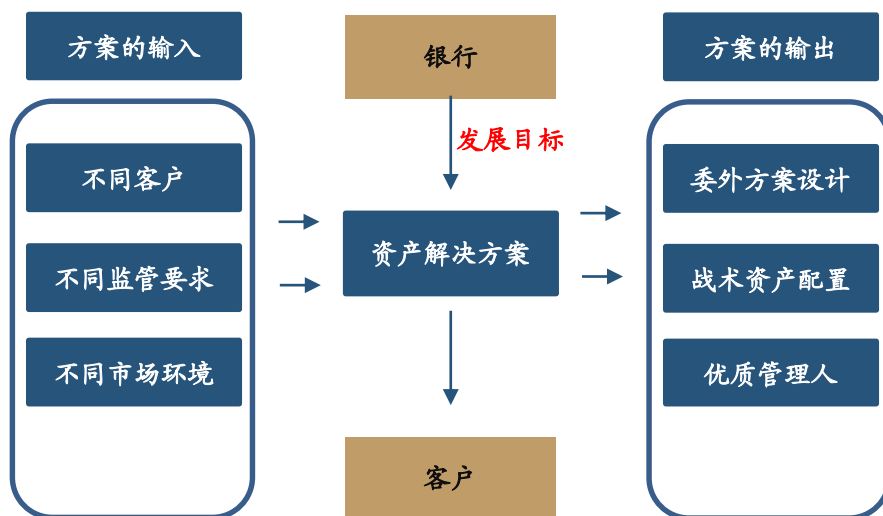 方案的输入
银行
方案的输出
发展目标
不同客户
委外方案设计
不同监管要求
资产解决方案
战术资产配置
不同市场环境
优质管理人
客户